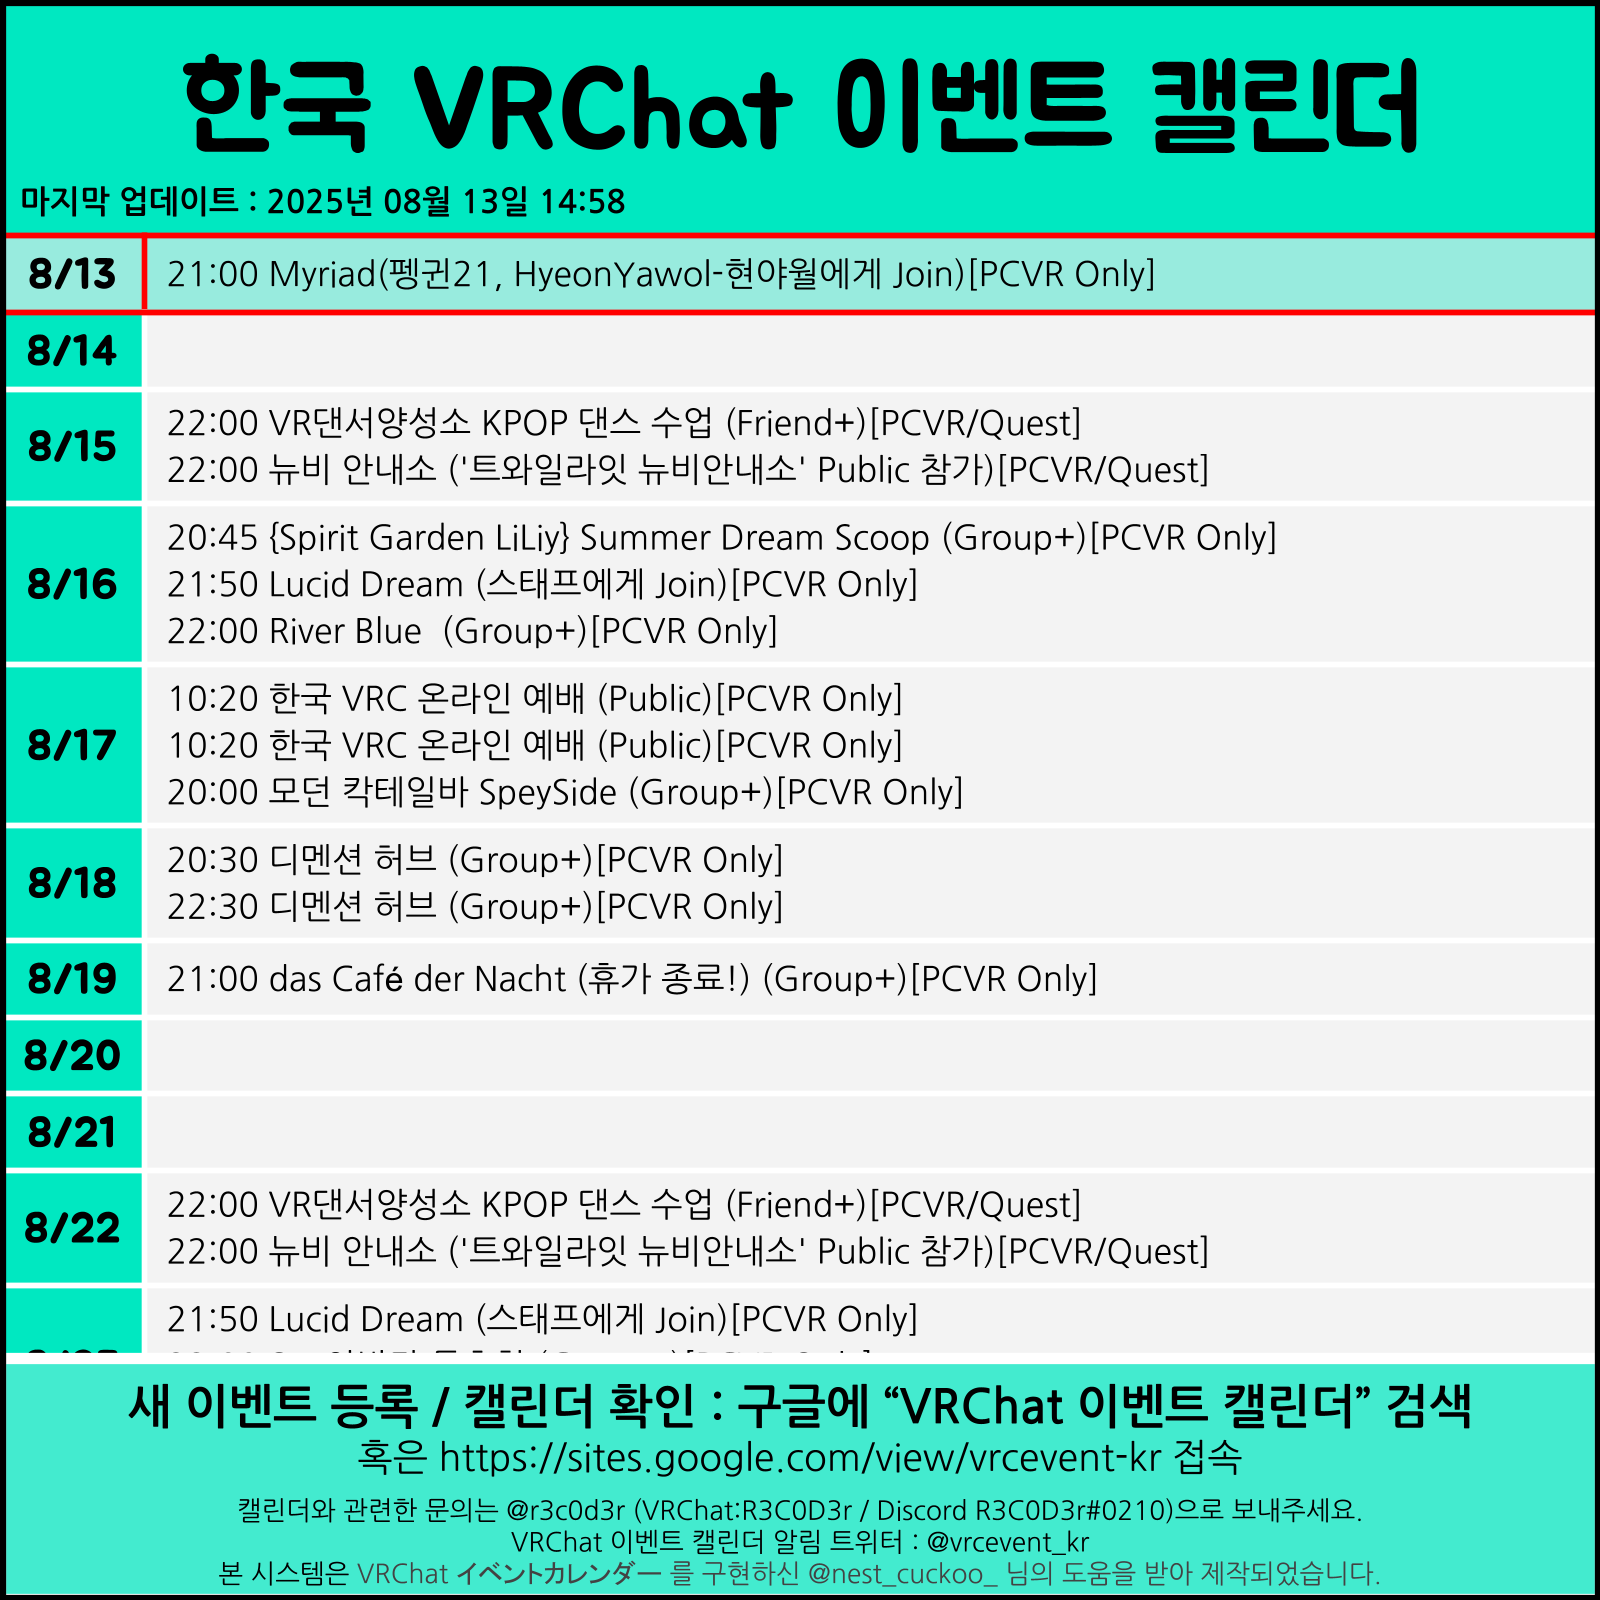 한국 VRChat 이벤트 캘린더
마지막 업데이트 : 2025년 08월 13일 14:58
8/13
21:00 Myriad(펭귄21, HyeonYawol-현야월에게 Join)[PCVR Only]
8/14
8/15
22:00 VR댄서양성소 KPOP 댄스 수업 (Friend+)[PCVR/Quest]
22:00 뉴비 안내소 ('트와일라잇 뉴비안내소' Public 참가)[PCVR/Quest]
8/16
20:45 {Spirit Garden LiLiy} Summer Dream Scoop (Group+)[PCVR Only]
21:50 Lucid Dream (스태프에게 Join)[PCVR Only]
22:00 River Blue  (Group+)[PCVR Only]
8/17
10:20 한국 VRC 온라인 예배 (Public)[PCVR Only]
10:20 한국 VRC 온라인 예배 (Public)[PCVR Only]
20:00 모던 칵테일바 SpeySide (Group+)[PCVR Only]
8/18
20:30 디멘션 허브 (Group+)[PCVR Only]
22:30 디멘션 허브 (Group+)[PCVR Only]
8/19
21:00 das Café der Nacht (휴가 종료!) (Group+)[PCVR Only]
8/20
8/21
8/22
22:00 VR댄서양성소 KPOP 댄스 수업 (Friend+)[PCVR/Quest]
22:00 뉴비 안내소 ('트와일라잇 뉴비안내소' Public 참가)[PCVR/Quest]
21:50 Lucid Dream (스태프에게 Join)[PCVR Only]
새 이벤트 등록 / 캘린더 확인 : 구글에 “VRChat 이벤트 캘린더” 검색
혹은 https://sites.google.com/view/vrcevent-kr 접속
캘린더와 관련한 문의는 @r3c0d3r (VRChat:R3C0D3r / Discord R3C0D3r#0210)으로 보내주세요.
VRChat 이벤트 캘린더 알림 트위터 : @vrcevent_kr
본 시스템은 VRChat イベントカレンダー 를 구현하신 @nest_cuckoo_ 님의 도움을 받아 제작되었습니다.